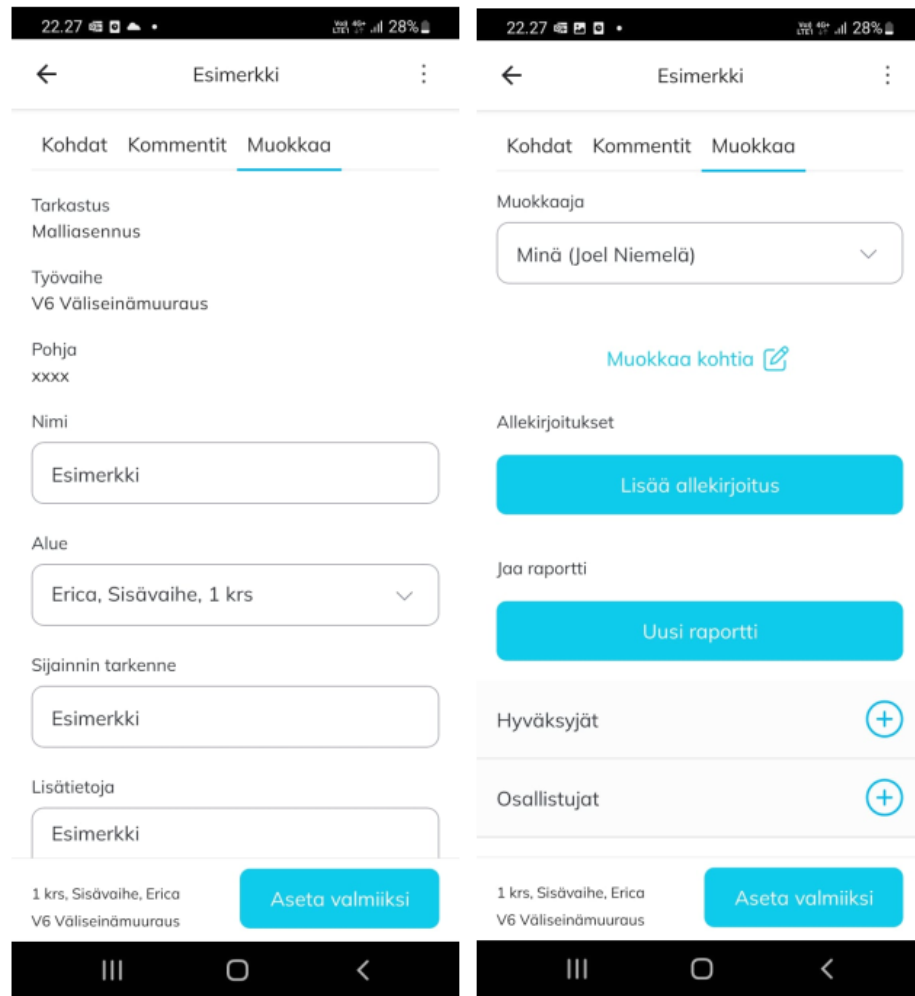 22.27
28%
Esimerkki
Kohdat Kommentit Muokkaa
Tarkastus
Malliasennus
Työvaihe
V6 Väliseinämuuraus
Pohja
xxxx
Nimi
Esimerkki
Alue
Erica, Sisävaihe, 1 krs
Sijainnin tarkenne
Esimerkki
Lisätietoja
Esimerkki
1 krs, Sisävaihe, Erica
V6 Väliseinämuuraus
Aseta valmiiksi
22.27
28%
Esimerkki
Kohdat Kommentit Muokkaa
Muokkaaja
Minä (Joel Niemelä)
Muokkaa kohtia
Allekirjoitukset
Lisää allekirjoitus
Jaa raportti
Uusi raportti
Hyväksyjät
Osallistujat
1 krs, Sisävaihe, Erica
V6 Väliseinämuuraus
Aseta valmiiksi